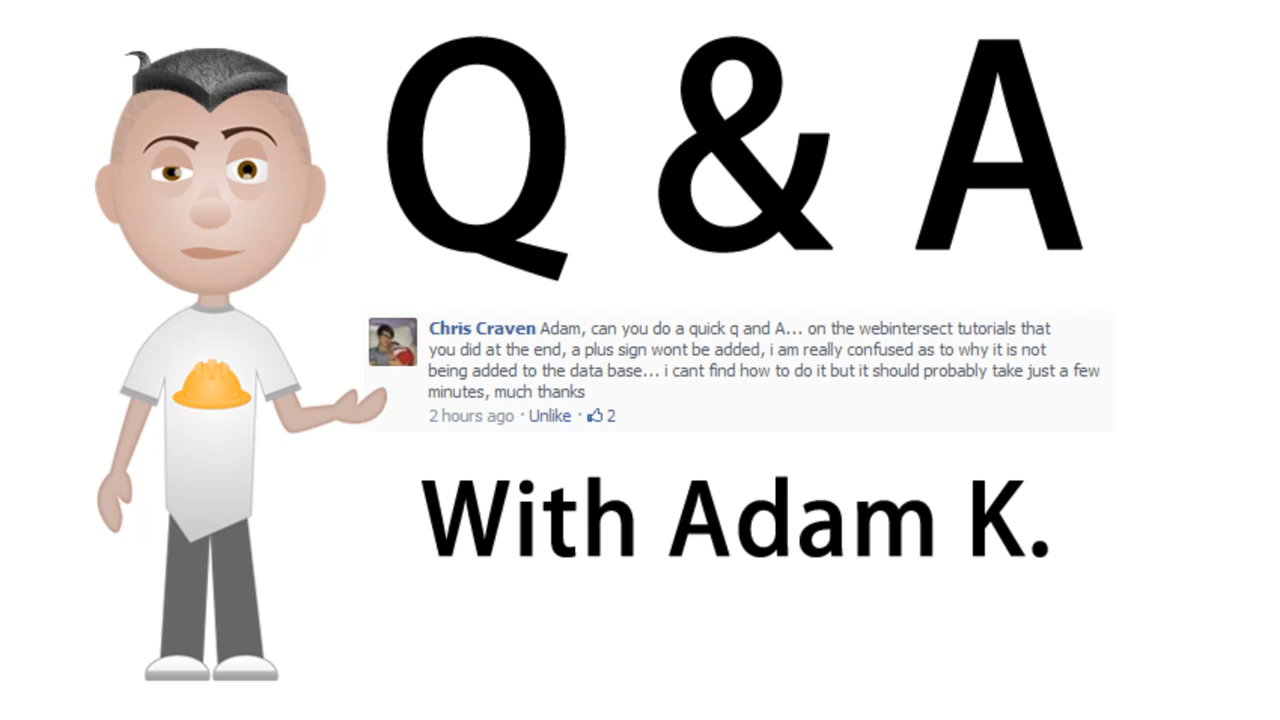 Q & A
Chris Craven Adam, can you do a quick q and A... on the webintersect tutorials that
you did at the end, a plus sign wont be added, i am really confused as to why it is not
being added to the data base... i cant find how to do it but it should probably take just a few
minutes, much thanks
2 hours ago · Unlike · 2
With Adam K.